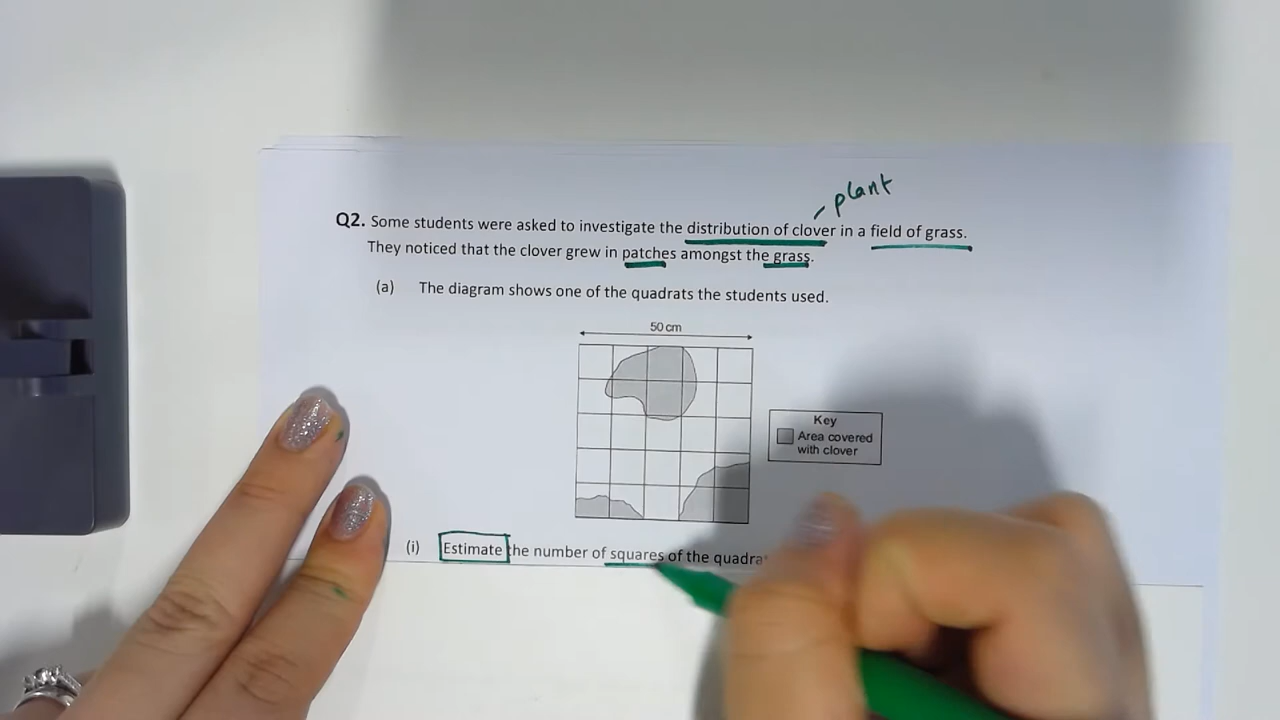 plant
Q2. Some students were asked to investigate the distribution of clover in a field of grass.
They noticed that the clover grew in patches amongst the grass.
(a) The diagram shows one of the quadrats the students used.
50 cm
Key
Area covered
with clover
(i) Estimate the number of squares of the